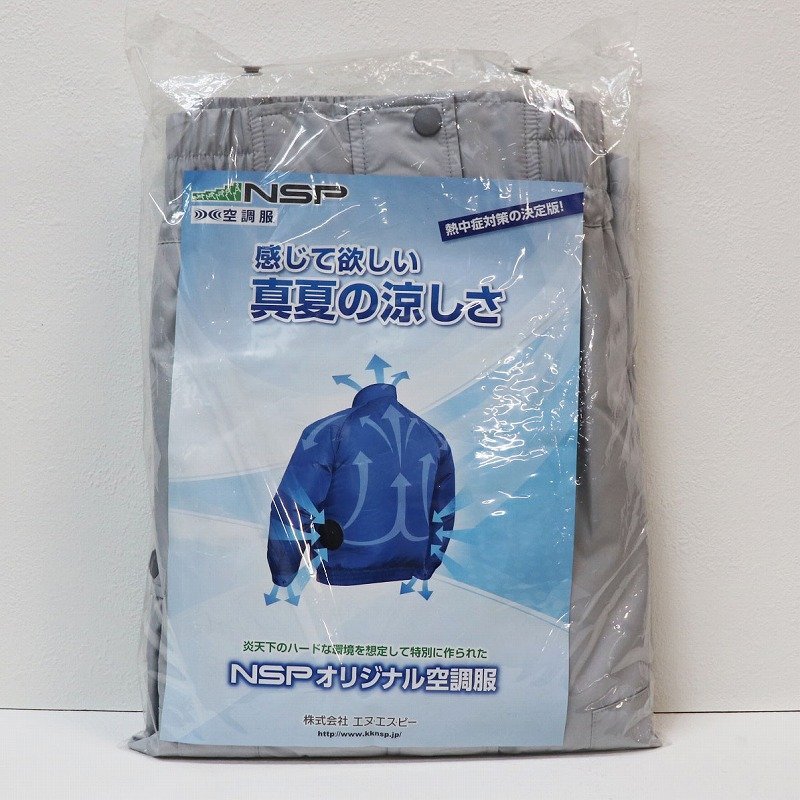 NSP
空調服
熱中症対策の決定版!
感じて欲しい
真夏の涼しさ
炎天下のハードな環境を想定して特別に作られた
NSPオリジナル空調服
株式会社 エヌエスピー
http://www.kknsp.jp/